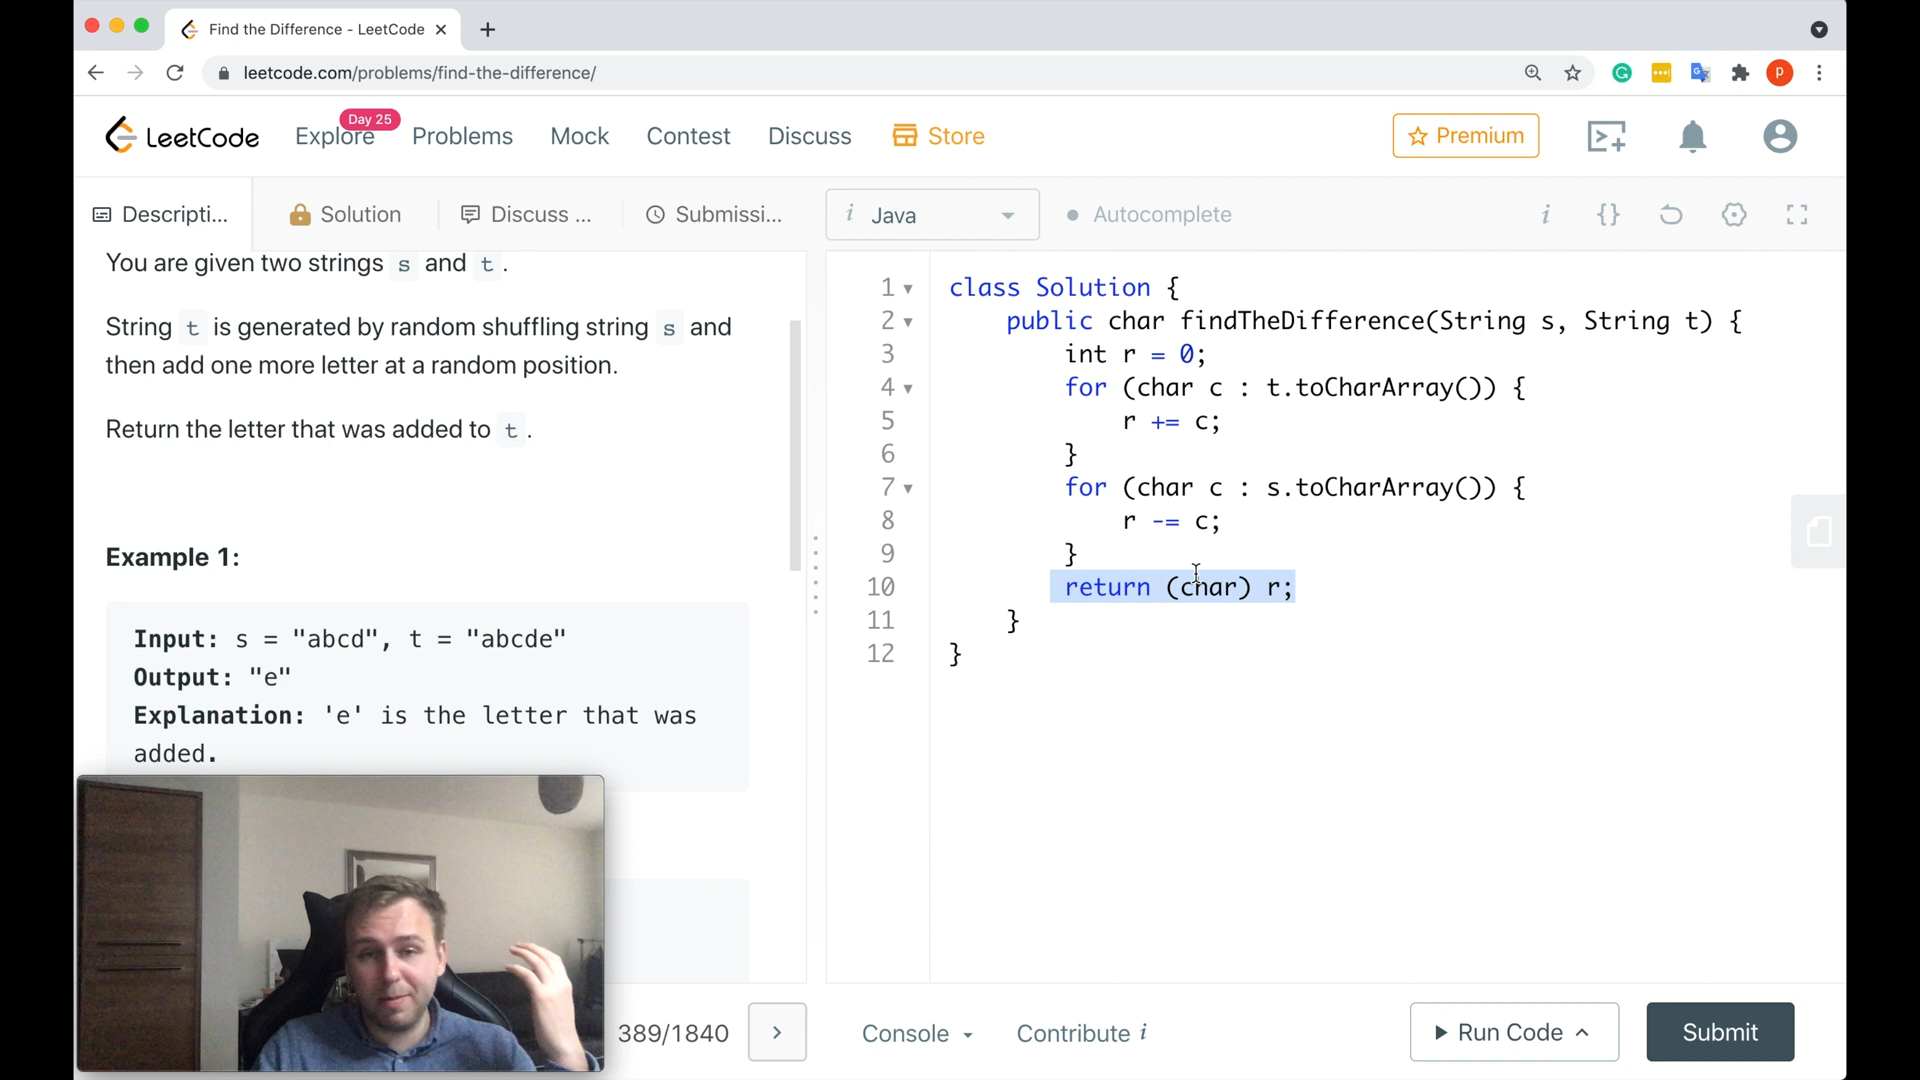 Find the Difference - LeetCode
leetcode.com/problems/find-the-difference/
P
LeetCode
Explore
Day 25
Problems
Mock
Contest
Discuss
Store
Premium
Descripti...
Solution
Discuss ...
Submissi...
i Java
Autocomplete
i
{}
You are given two strings s and t .
String t is generated by random shuffling string s and
then add one more letter at a random position.
Return the letter that was added to t .
Example 1:
Input: s = "abcd", t = "abcde"
Output: "e"
Explanation: 'e' is the letter that was
added.
1 class Solution {
2 public char findTheDifference(String s, String t) {
3 int r = 0;
4 for (char c : t.toCharArray()) {
5 r += c;
6 }
7 for (char c : s.toCharArray()) {
8 r -= c;
9 }
10 return (char) r;
11 }
12 }
389/1840
Console
Contribute i
Run Code
Submit